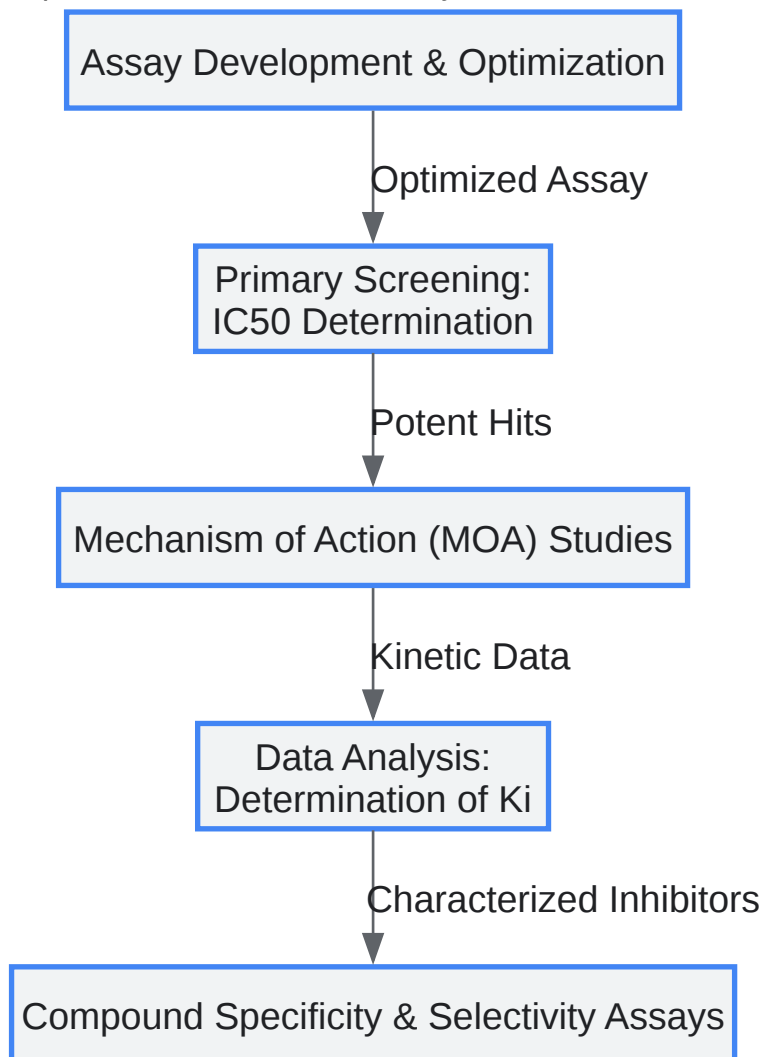 Assay Development & Optimization
Optimized Assay
Primary Screening:
IC50 Determination
Potent Hits
Mechanism of Action (MOA) Studies
Kinetic Data
Data Analysis:
Determination of Ki
Characterized Inhibitors
Compound Specificity & Selectivity Assays